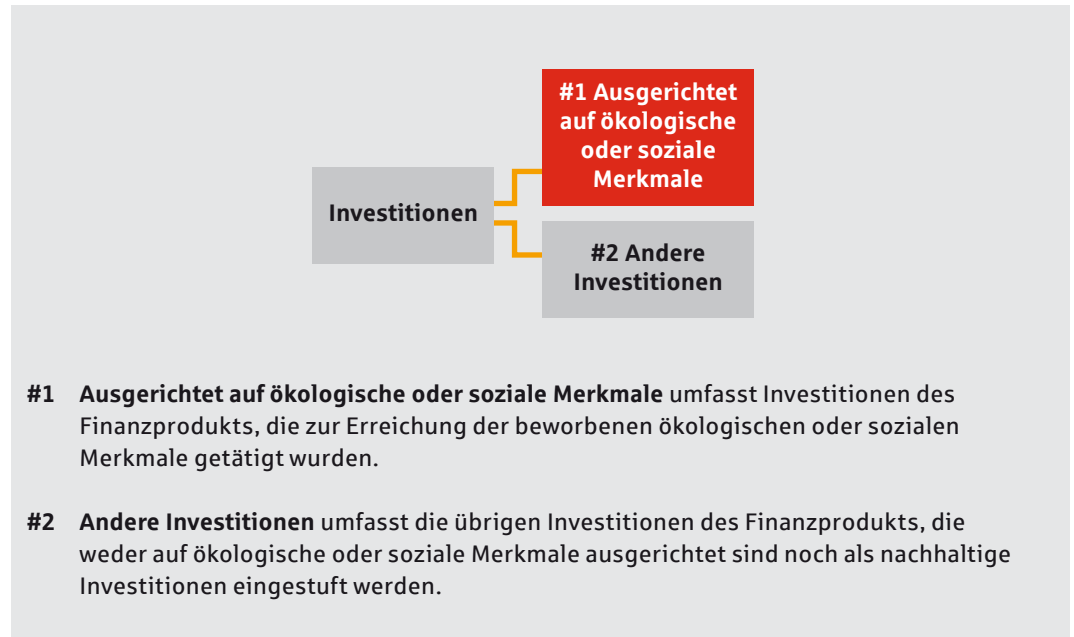 #1 Ausgerichtet
auf ökologische
oder soziale
Merkmale
Investitionen
#2 Andere
Investitionen
#1 Ausgerichtet auf ökologische oder soziale Merkmale umfasst Investitionen des
Finanzprodukts, die zur Erreichung der beworbenen ökologischen oder sozialen
Merkmale getätigt wurden.
#2 Andere Investitionen umfasst die übrigen Investitionen des Finanzprodukts, die
weder auf ökologische oder soziale Merkmale ausgerichtet sind noch als nachhaltige
Investitionen eingestuft werden.